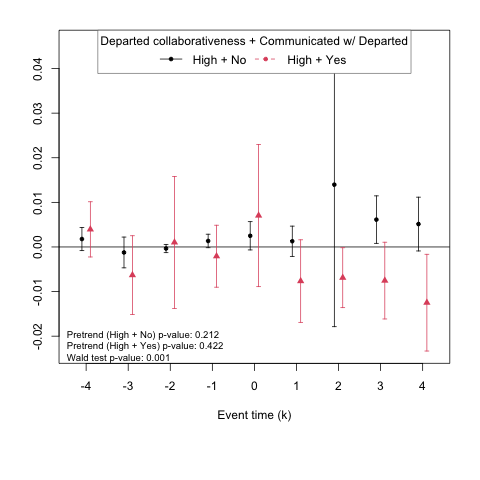 Departed collaborativeness + Communicated w/ Departed
High + No High + Yes
0.04
0.03
0.02
0.01
0.00
-0.01
-0.02
Pretrend (High + No) p-value: 0.212
Pretrend (High + Yes) p-value: 0.422
Wald test p-value: 0.001
-4 -3 -2 -1 0 1 2 3 4
Event time (k)